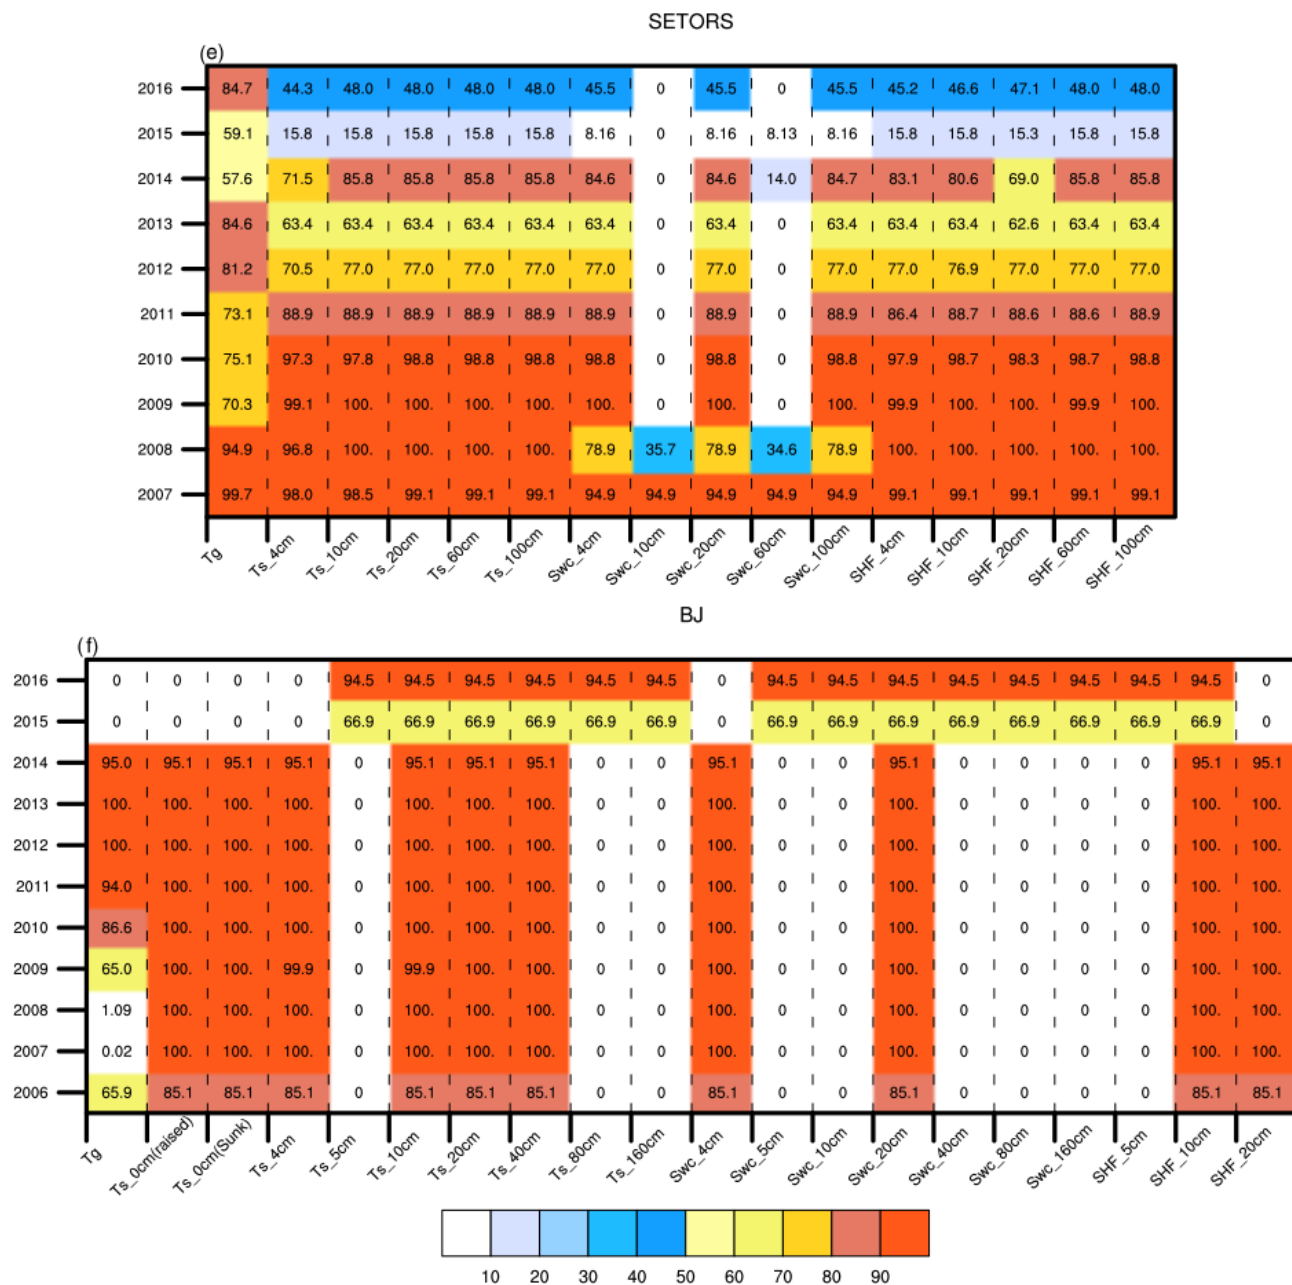 SETORS
(e)
2016 84.7 44.3 48.0 48.0 48.0 48.0 45.5 0 45.5 0 45.5 45.2 46.6 47.1 48.0 48.0
2015 59.1 15.8 15.8 15.8 15.8 15.8 8.16 0 8.16 8.13 8.16 15.8 15.8 15.3 15.8 15.8
2014 57.6 71.5 85.8 85.8 85.8 85.8 84.6 0 84.6 14.0 84.7 83.1 80.6 69.0 85.8 85.8
2013 84.6 63.4 63.4 63.4 63.4 63.4 63.4 0 63.4 0 63.4 63.4 63.4 62.6 63.4 63.4
2012 81.2 70.5 77.0 77.0 77.0 77.0 77.0 0 77.0 0 77.0 77.0 76.9 77.0 77.0 77.0
2011 73.1 88.9 88.9 88.9 88.9 88.9 88.9 0 88.9 0 88.9 86.4 88.7 88.6 88.6 88.9
2010 75.1 97.3 97.8 98.8 98.8 98.8 98.8 0 98.8 0 98.8 97.9 98.7 98.3 98.7 98.8
2009 70.3 99.1 100. 100. 100. 100. 100. 0 100. 0 100. 99.9 100. 100. 99.9 100.
2008 94.9 96.8 100. 100. 100. 100. 78.9 35.7 78.9 34.6 78.9 100. 100. 100. 100. 100.
2007 99.7 98.0 98.5 99.1 99.1 99.1 94.9 94.9 94.9 94.9 94.9 99.1 99.1 99.1 99.1 99.1
Tg Ts_4cm Ts_10cm Ts_20cm Ts_60cm Ts_100cm Swc_4cm Swc_10cm Swc_20cm Swc_60cm Swc_100cm SHF_4cm SHF_10cm SHF_20cm SHF_60cm SHF_100cm
BJ
(f)
2016 0 0 0 0 94.5 94.5 94.5 94.5 94.5 94.5 0 94.5 94.5 94.5 94.5 94.5 94.5 94.5 94.5 0
2015 0 0 0 0 66.9 66.9 66.9 66.9 66.9 66.9 0 66.9 66.9 66.9 66.9 66.9 66.9 66.9 66.9 0
2014 95.0 95.1 95.1 95.1 0 95.1 95.1 95.1 0 0 95.1 0 0 95.1 0 0 0 0 95.1 95.1
2013 100. 100. 100. 100. 0 100. 100. 100. 0 0 100. 0 0 100. 0 0 0 0 100. 100.
2012 100. 100. 100. 100. 0 100. 100. 100. 0 0 100. 0 0 100. 0 0 0 0 100. 100.
2011 94.0 100. 100. 100. 0 100. 100. 100. 0 0 100. 0 0 100. 0 0 0 0 100. 100.
2010 86.6 100. 100. 100. 0 100. 100. 100. 0 0 100. 0 0 100. 0 0 0 0 100. 100.
2009 65.0 100. 100. 99.9 0 99.9 100. 100. 0 0 100. 0 0 100. 0 0 0 0 100. 100.
2008 1.09 100. 100. 100. 0 100. 100. 100. 0 0 100. 0 0 100. 0 0 0 0 100. 100.
2007 0.02 100. 100. 100. 0 100. 100. 100. 0 0 100. 0 0 100. 0 0 0 0 100. 100.
2006 65.9 85.1 85.1 85.1 0 85.1 85.1 85.1 0 0 85.1 0 0 85.1 0 0 0 0 85.1 85.1
Tg Ts_0cm(raised) Ts_0cm(Sunk) Ts_4cm Ts_5cm Ts_10cm Ts_20cm Ts_40cm Ts_80cm Ts_160cm Swc_4cm Swc_5cm Swc_10cm Swc_20cm Swc_40cm Swc_80cm Swc_160cm SHF_5cm SHF_10cm SHF_20cm
10 20 30 40 50 60 70 80 90